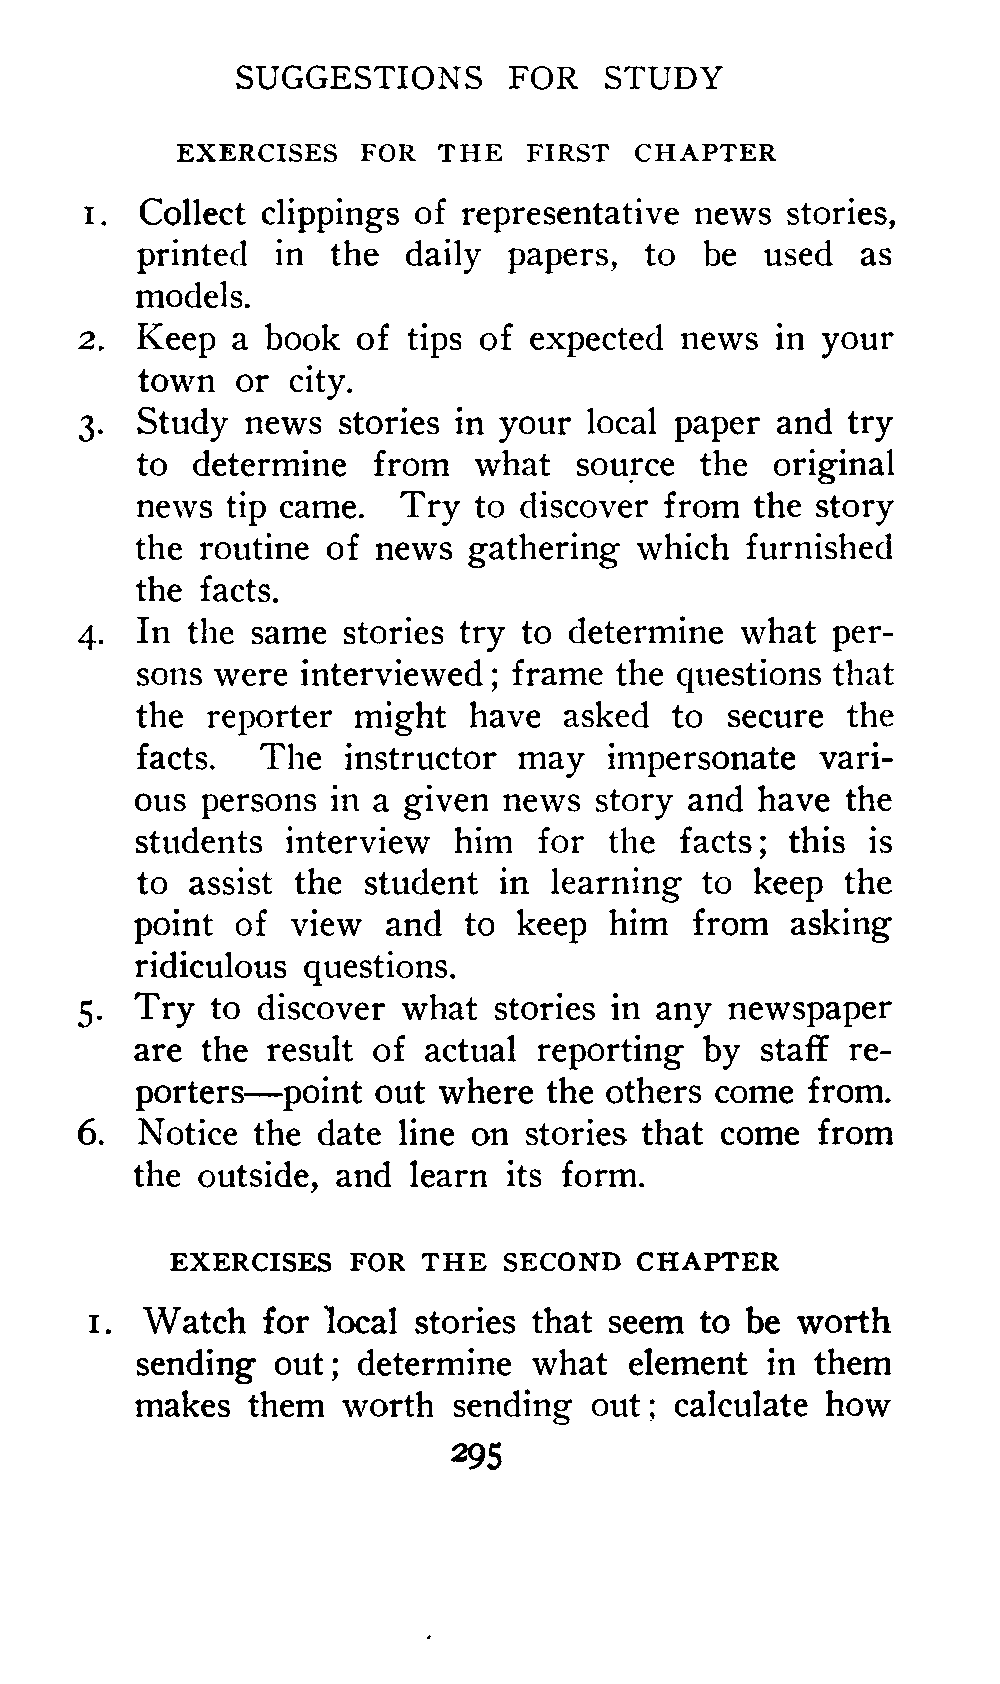 SUGGESTIONS FOR STUDY
EXERCISES FOR THE FIRST CHAPTER
1. Collect clippings of representative news stories,
printed in the daily papers, to be used as
models.
2. Keep a book of tips of expected news in your
town or city.
3. Study news stories in your local paper and try
to determine from what source the original
news tip came. Try to discover from the story
the routine of news gathering which furnished
the facts.
4. In the same stories try to determine what per-
sons were interviewed; frame the questions that
the reporter might have asked to secure the
facts. The instructor may impersonate vari-
ous persons in a given news story and have the
students interview him for the facts; this is
to assist the student in learning to keep the
point of view and to keep him from asking
ridiculous questions.
5. Try to discover what stories in any newspaper
are the result of actual reporting by staff re-
porters—point out where the others come from.
6. Notice the date line on stories that come from
the outside, and learn its form.
EXERCISES FOR THE SECOND CHAPTER
1. Watch for local stories that seem to be worth
sending out; determine what element in them
makes them worth sending out; calculate how
295